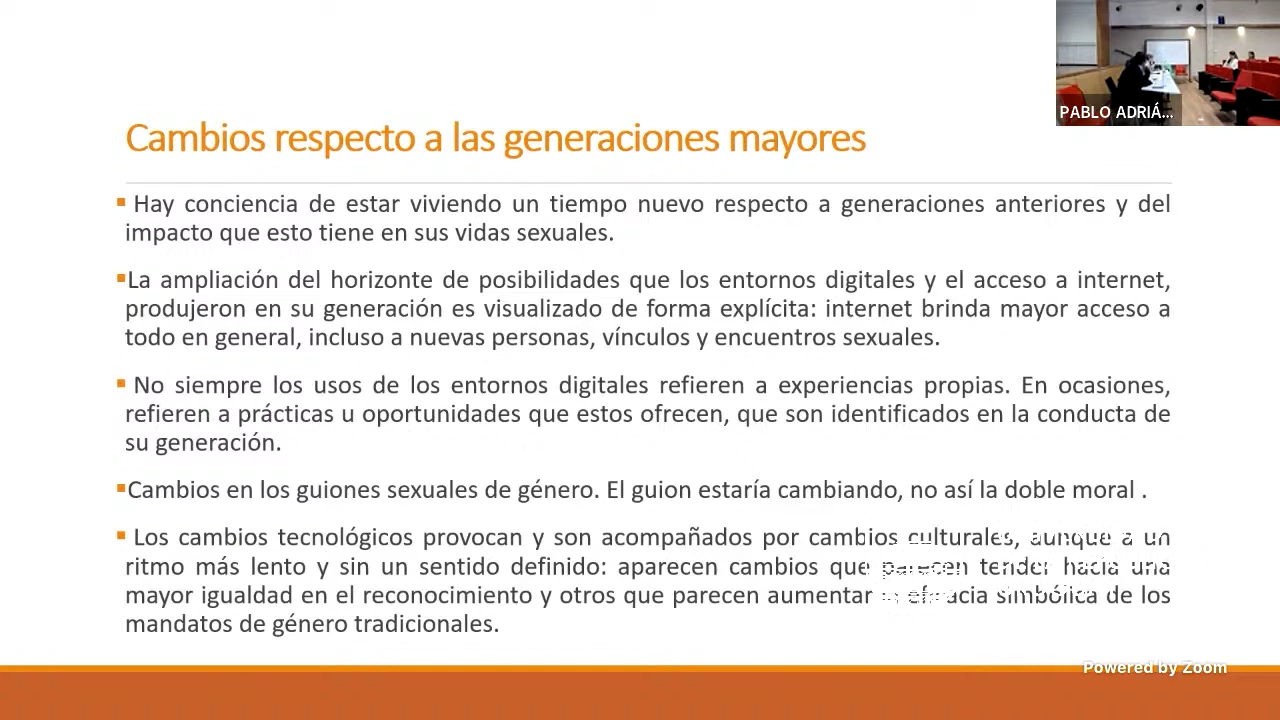 PABLO ADRIÁ...
Cambios respecto a las generaciones mayores
▪ Hay conciencia de estar viviendo un tiempo nuevo respecto a generaciones anteriores y del
impacto que esto tiene en sus vidas sexuales.
▪La ampliación del horizonte de posibilidades que los entornos digitales y el acceso a internet,
produjeron en su generación es visualizado de forma explícita: internet brinda mayor acceso a
todo en general, incluso a nuevas personas, vínculos y encuentros sexuales.
▪ No siempre los usos de los entornos digitales refieren a experiencias propias. En ocasiones,
refieren a prácticas u oportunidades que estos ofrecen, que son identificados en la conducta de
su generación.
▪Cambios en los guiones sexuales de género. El guion estaría cambiando, no así la doble moral .
▪ Los cambios tecnológicos provocan y son acompañados por cambios culturales, aunque a un
ritmo más lento y sin un sentido definido: aparecen cambios que parecen tender hacia una
mayor igualdad en el reconocimiento y otros que parecen aumentar eficacia simbólica de los
mandatos de género tradicionales.
Powered by Zoom